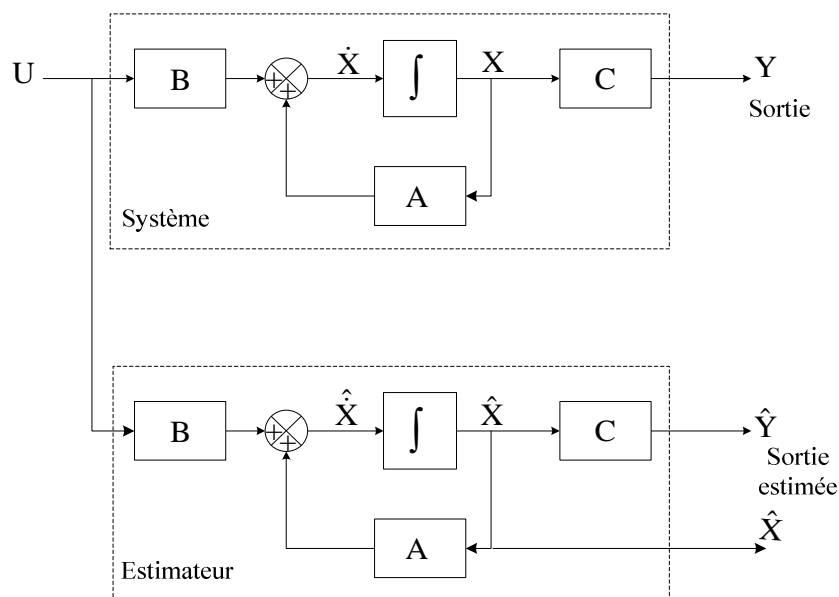 U
B
+
+
Ẋ
∫
X
C
Y
Sortie
A
Système
B
+
+
Ẋ̂
∫
X̂
C
Ŷ
Sortie
estimée
A
X̂
Estimateur